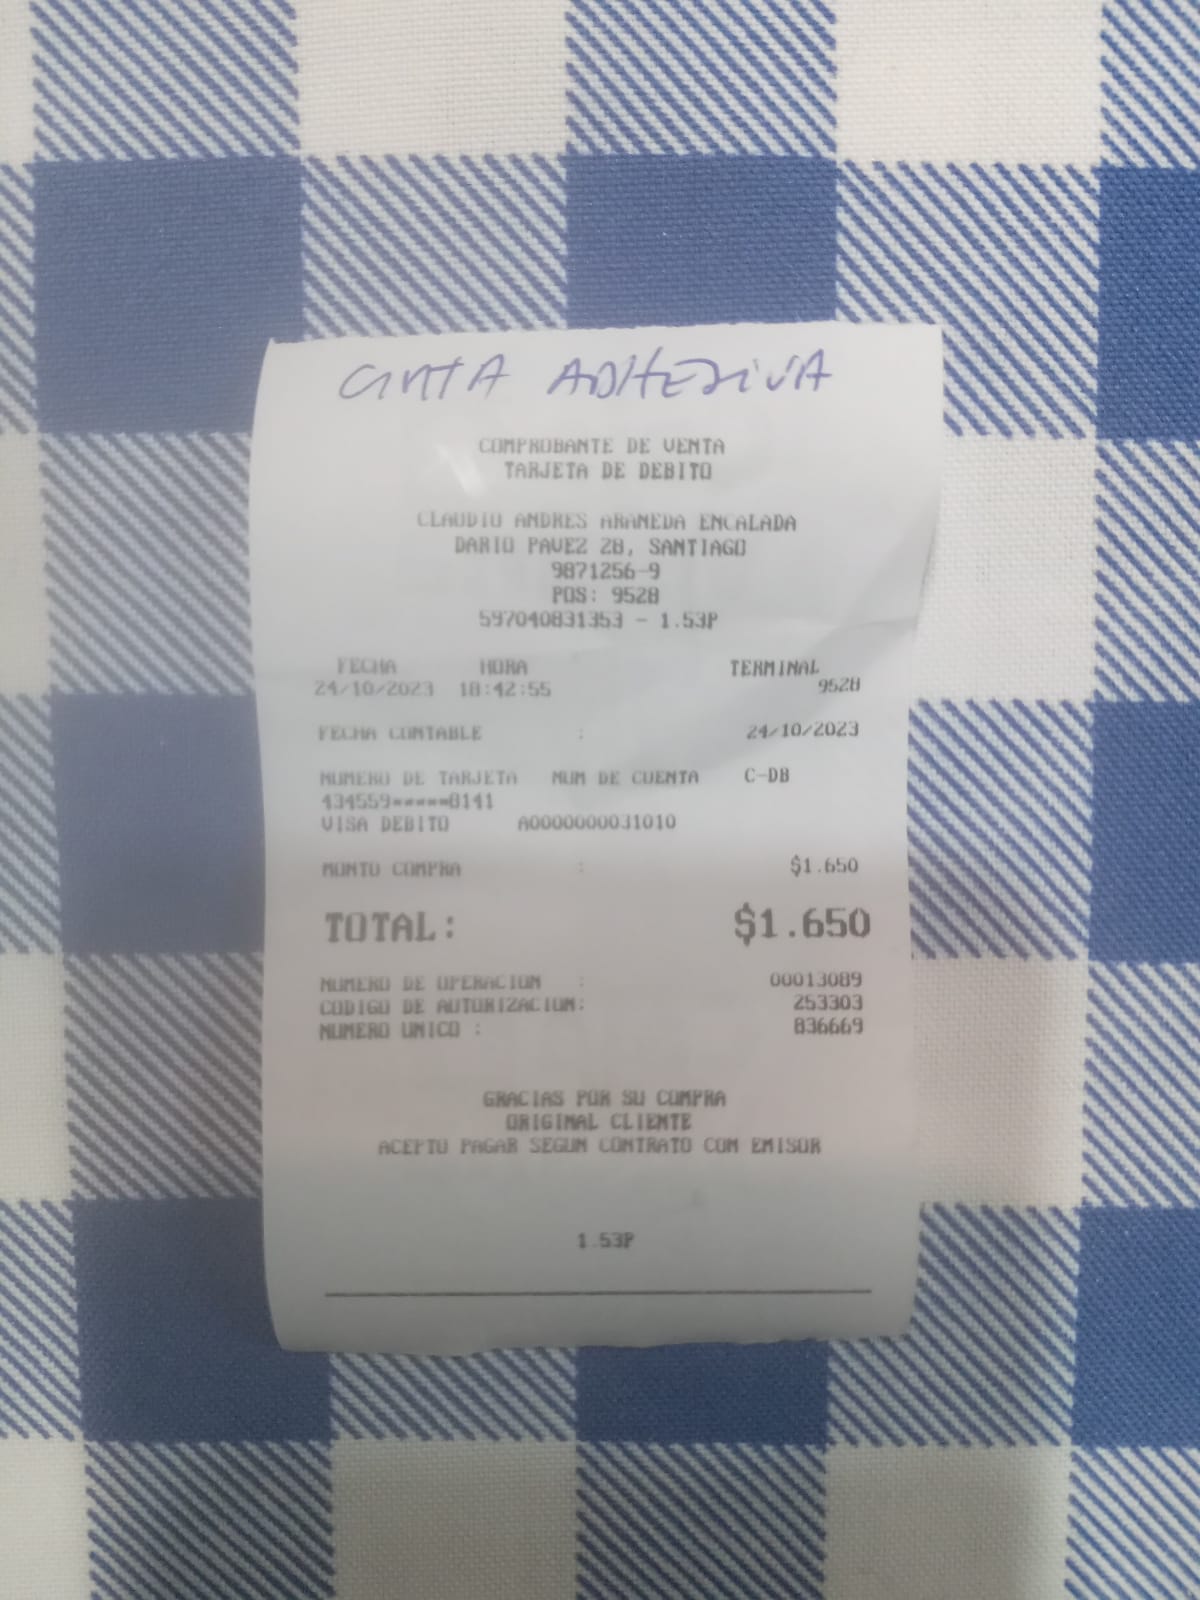 CINTA ADHESIVA
COMPROBANTE DE VENTA
TARJETA DE DEBITO
CLAUDIO ANDRES ARANEDA ENCALADA
DARIO PAVEZ 28, SANTIAGO
9871256-9
POS: 9528
597040831353 - 1.53P
FECHA HORA TERMINAL
24/10/2023 18:42:55 9528
FECHA CONTABLE : 24/10/2023
NUMERO DE TARJETA NUM DE CUENTA C-DB
434559*****8141
VISA DEBITO A0000000031010
MONTO COMPRA : $1.650
TOTAL: $1.650
NUMERO DE OPERACION : 00013089
CODIGO DE AUTORIZACION: 253303
NUMERO UNICO : 836669
GRACIAS POR SU COMPRA
ORIGINAL CLIENTE
ACEPTO PAGAR SEGUN CONTRATO CON EMISOR
1.53P